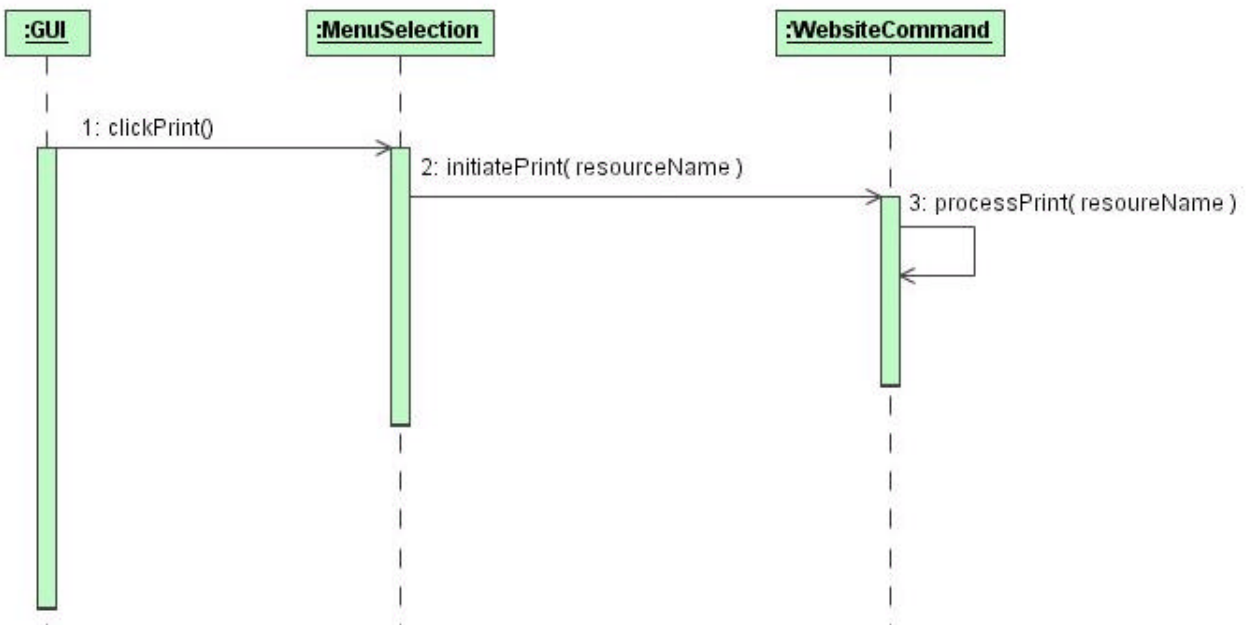 :GUI
:MenuSelection
:WebsiteCommand
1: clickPrint()
2: initiatePrint( resourceName )
3: processPrint( resoureName )